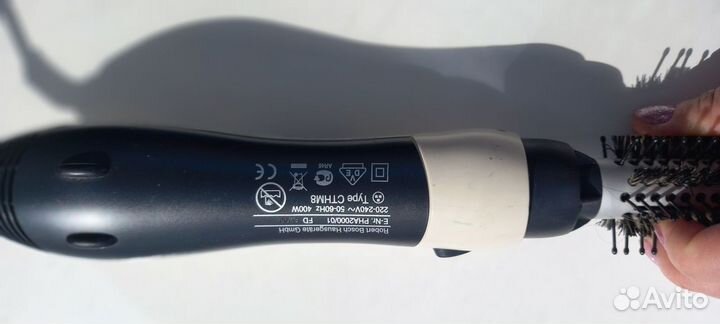 Robert Bosch Hausgeräte GmbH
E-Nr. PHA2000/01 FD
220-240V~ 50-60Hz 400W
Type CTHM8
Avito